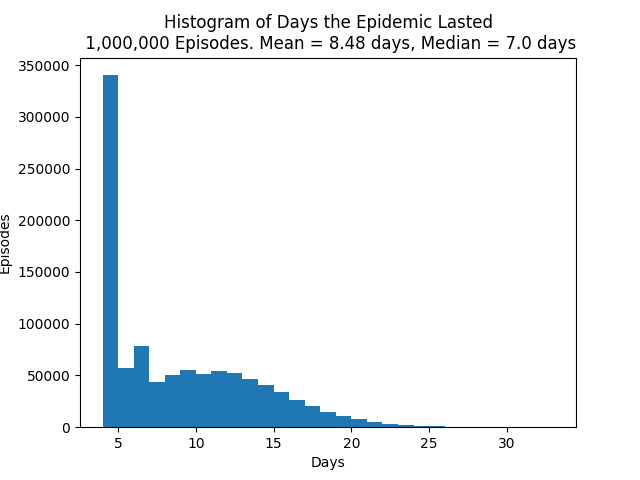 Histogram of Days the Epidemic Lasted
1,000,000 Episodes. Mean = 8.48 days, Median = 7.0 days
350000
300000
250000
200000
150000
100000
50000
0
Episodes
5 10 15 20 25 30
Days